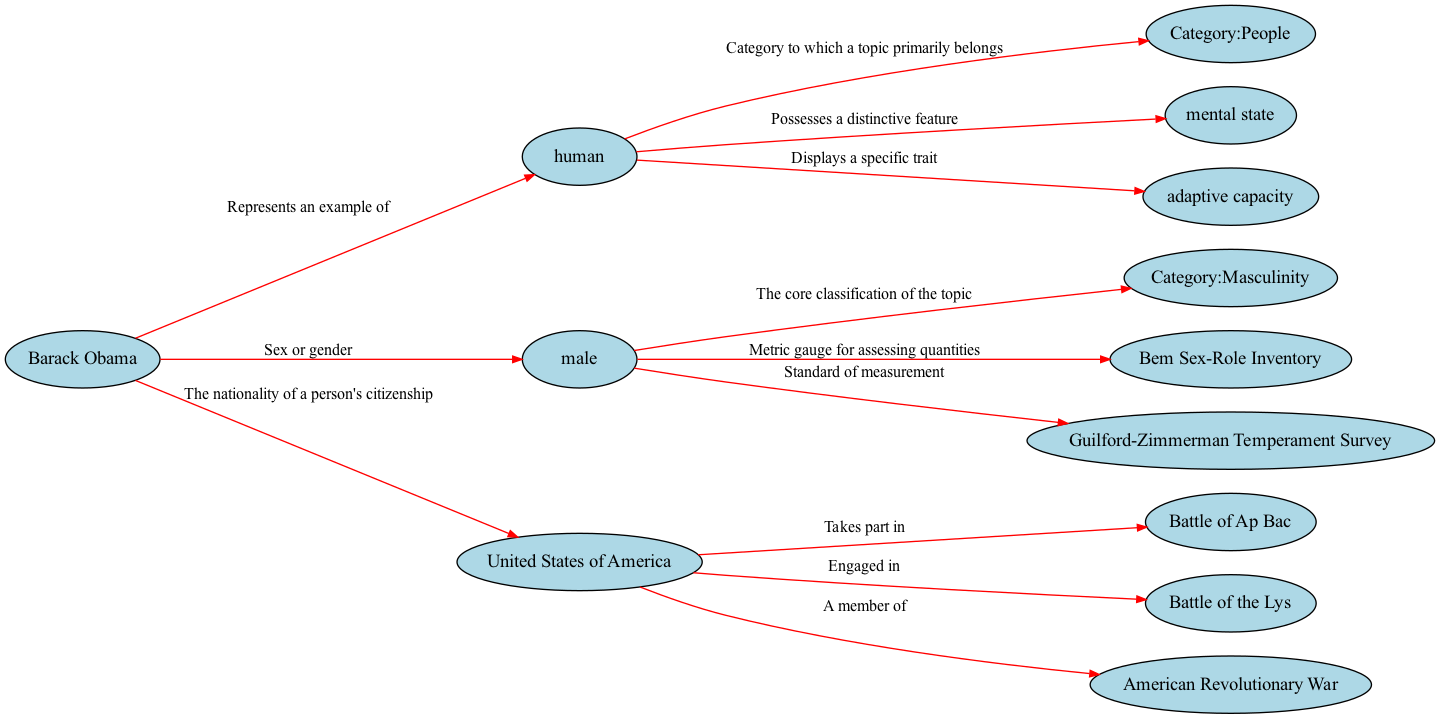 Category:People
Category to which a topic primarily belongs
mental state
Possesses a distinctive feature
human
Displays a specific trait
adaptive capacity
Represents an example of
Category:Masculinity
The core classification of the topic
Barack Obama
Sex or gender
male
Metric gauge for assessing quantities
Bem Sex-Role Inventory
Standard of measurement
The nationality of a person's citizenship
Guilford-Zimmerman Temperament Survey
Takes part in
Battle of Ap Bac
United States of America
Engaged in
Battle of the Lys
A member of
American Revolutionary War